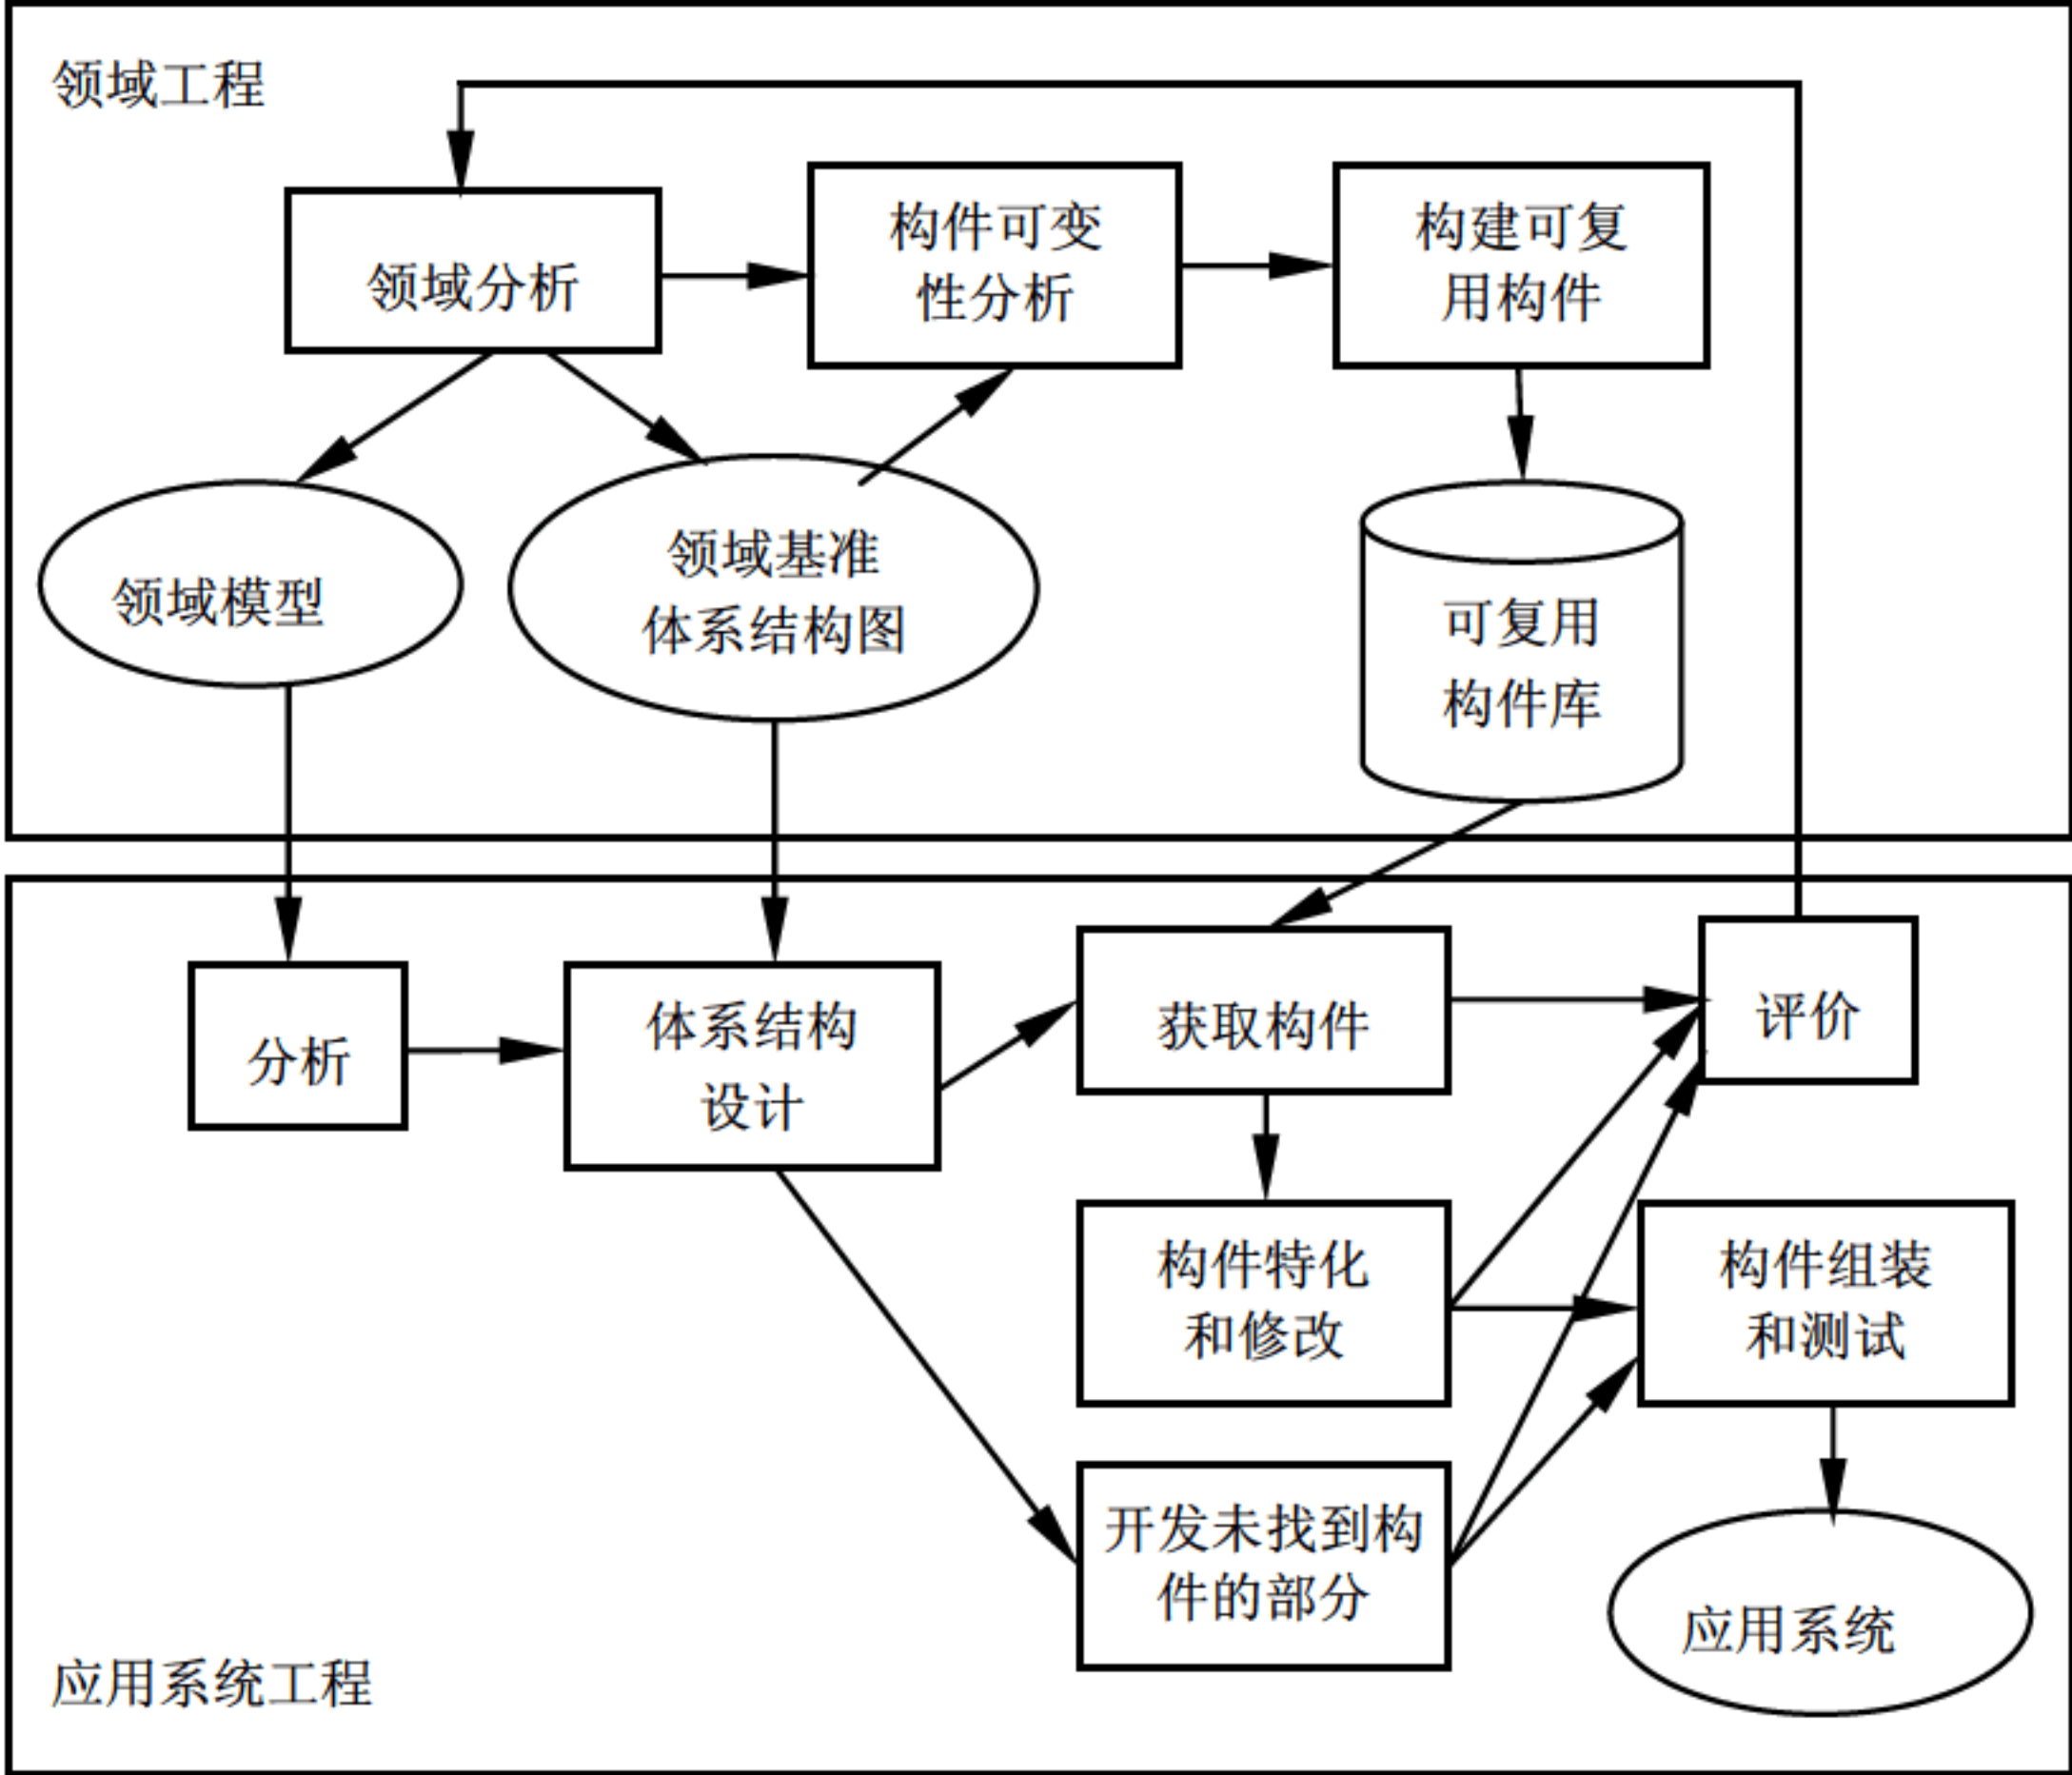 领域工程
领域分析
构件可变
性分析
构建可复
用构件
领域模型
领域基准
体系结构图
可复用
构件库
分析
体系结构
设计
获取构件
评价
构件特化
和修改
构件组装
和测试
开发未找到构
件的部分
应用系统
应用系统工程